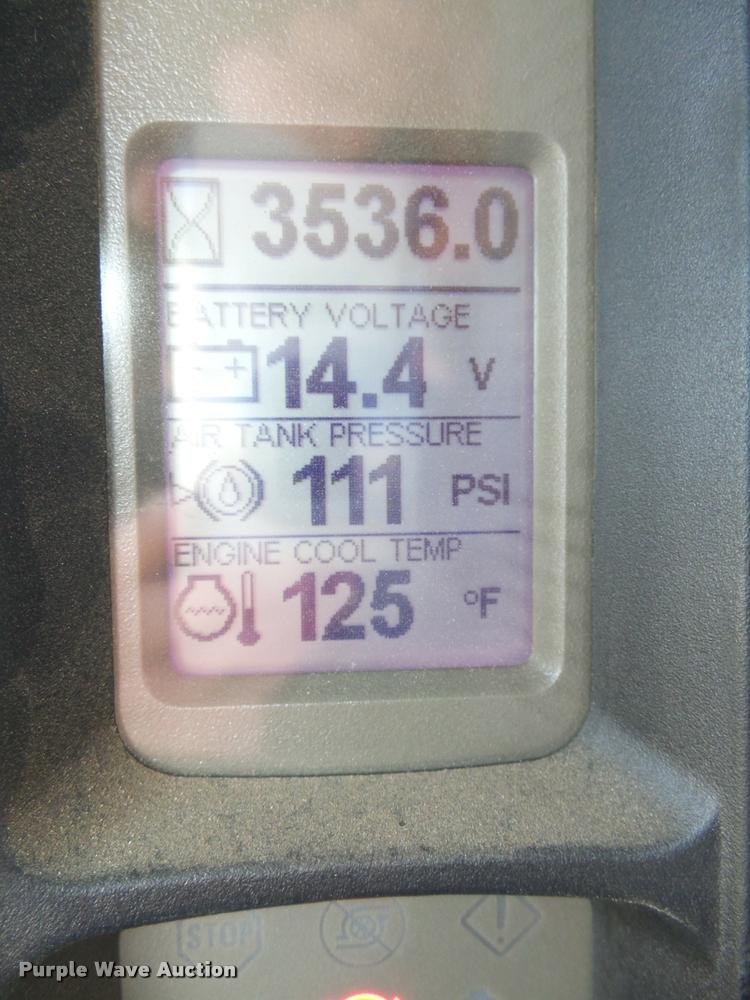 3536.0
BATTERY VOLTAGE
14.4 V
AIR TANK PRESSURE
111 PSI
ENGINE COOL TEMP
125 °F
STOP
Purple Wave Auction